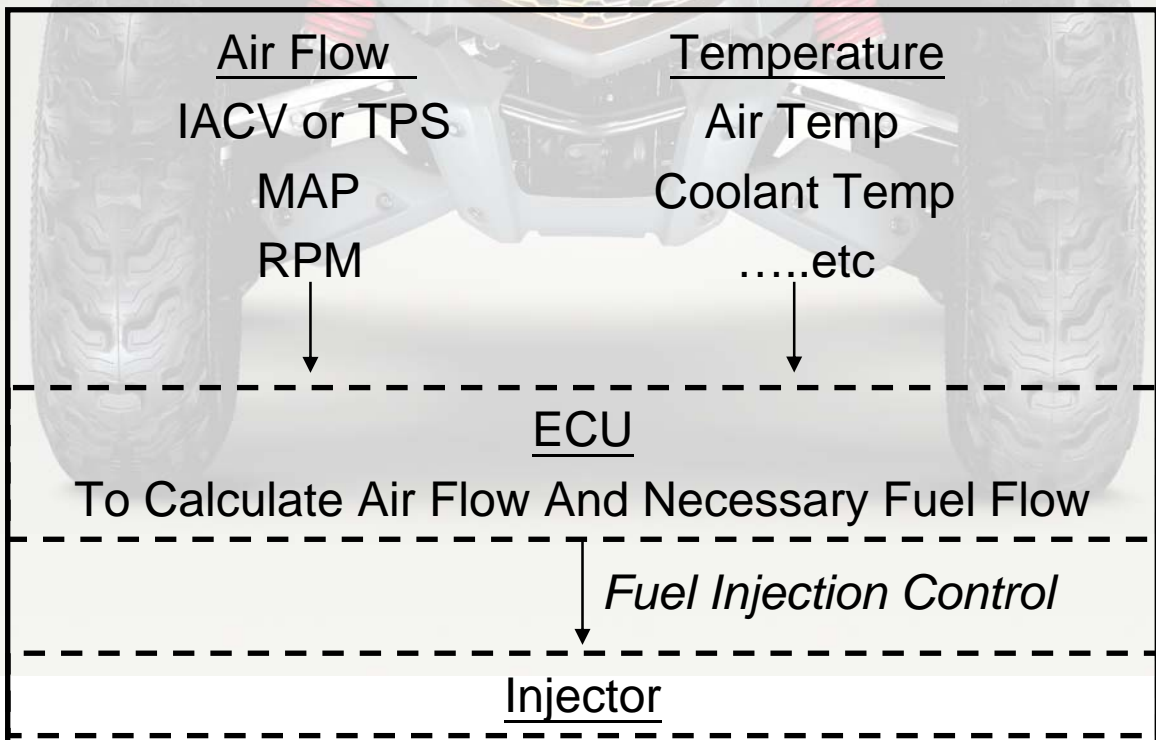 Air Flow
IACV or TPS
MAP
RPM
Temperature
Air Temp
Coolant Temp
…..etc
ECU
To Calculate Air Flow And Necessary Fuel Flow
Fuel Injection Control
Injector